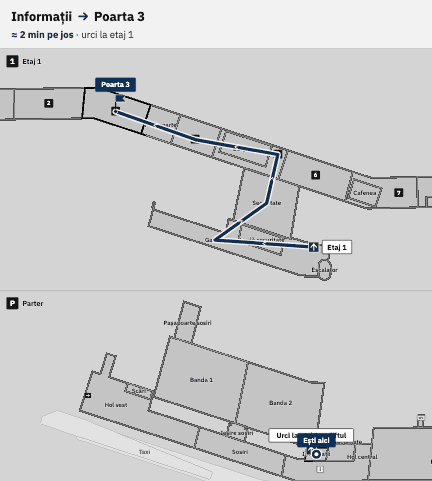 Informații → Poarta 3
≈ 2 min pe jos · urci la etaj 1
1 Etaj 1
Poarta 3
2
6
Cafenea
7
Etaj 1
Escalator
P Parter
Pașapoarte sosiri
Banda 1
Banda 2
Scări
Hol vest
Taxi
Sosiri
Ești aici
Hol central